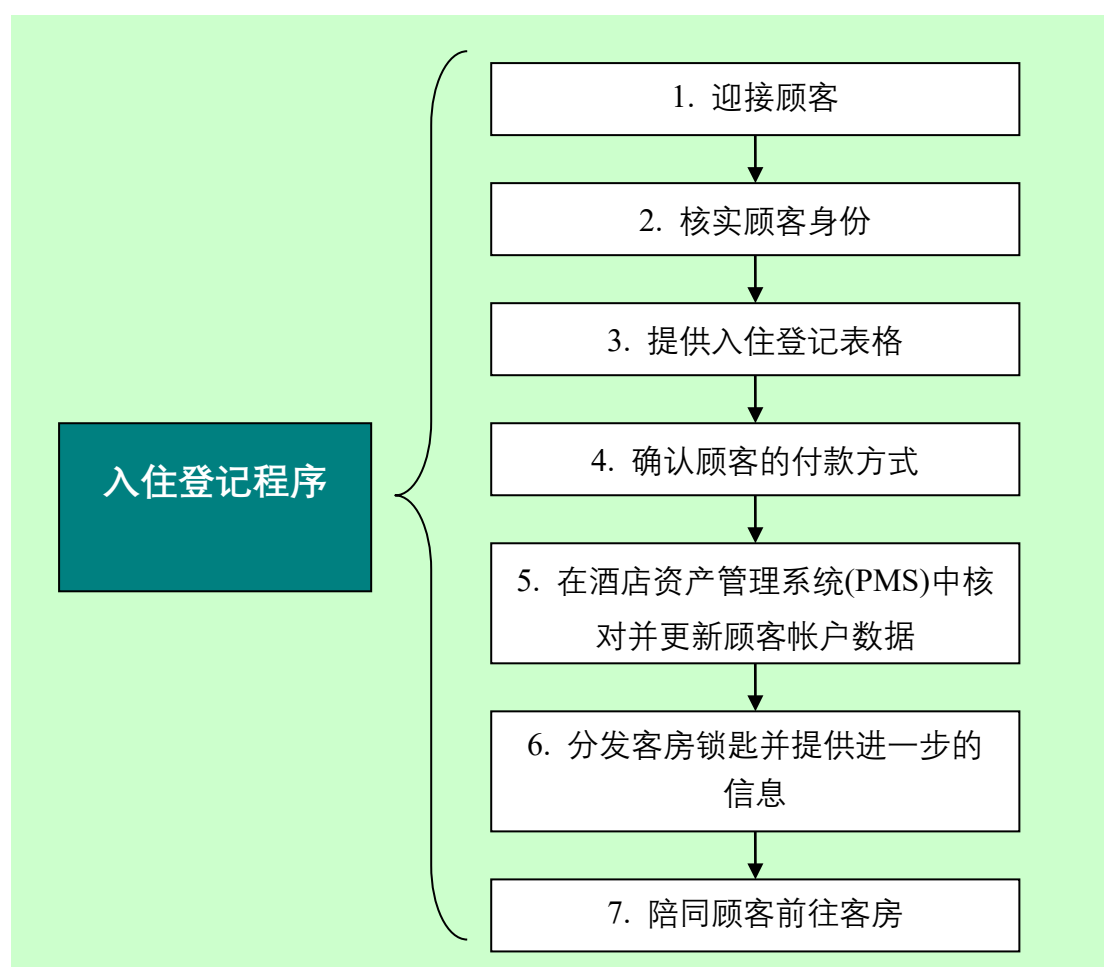 入住登记程序
1. 迎接顾客
2. 核实顾客身份
3. 提供入住登记表格
4. 确认顾客的付款方式
5. 在酒店资产管理系统(PMS)中核
对并更新顾客帐户数据
6. 分发客房锁匙并提供进一步的
信息
7. 陪同顾客前往客房